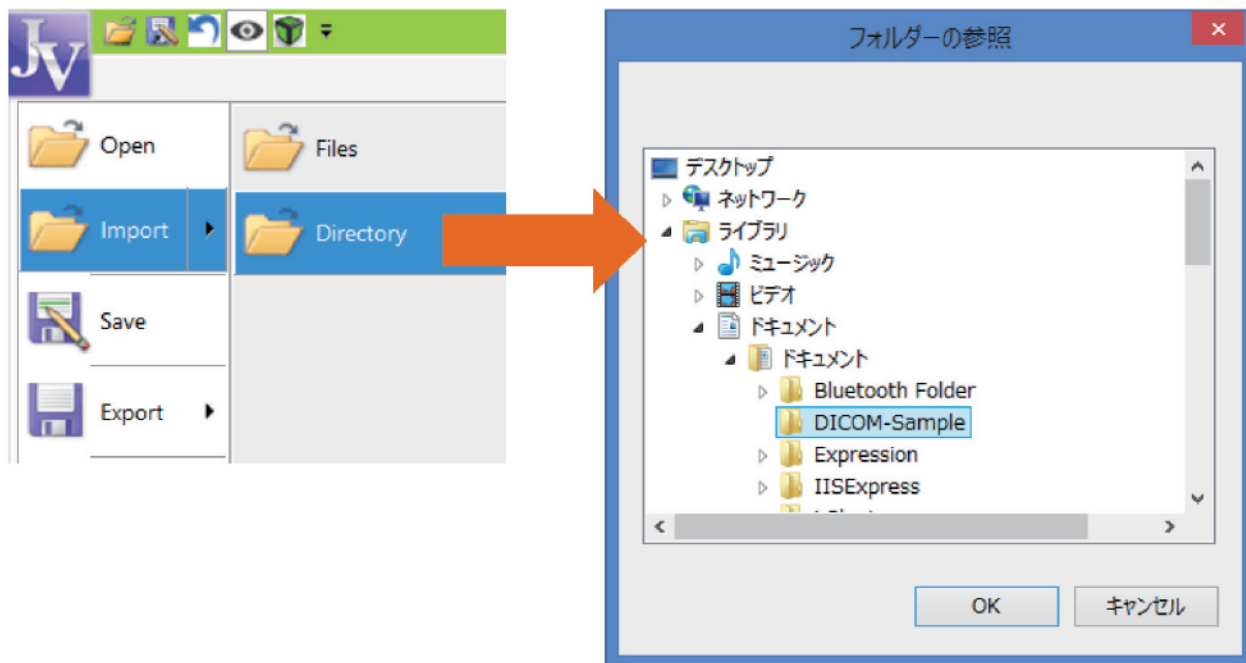 JV
Open
Files
Import
Directory
Save
Export
フォルダーの参照
デスクトップ
ネットワーク
ライブラリ
ミュージック
ビデオ
ドキュメント
ドキュメント
Bluetooth Folder
DICOM-Sample
Expression
IISExpress
OK
キャンセル